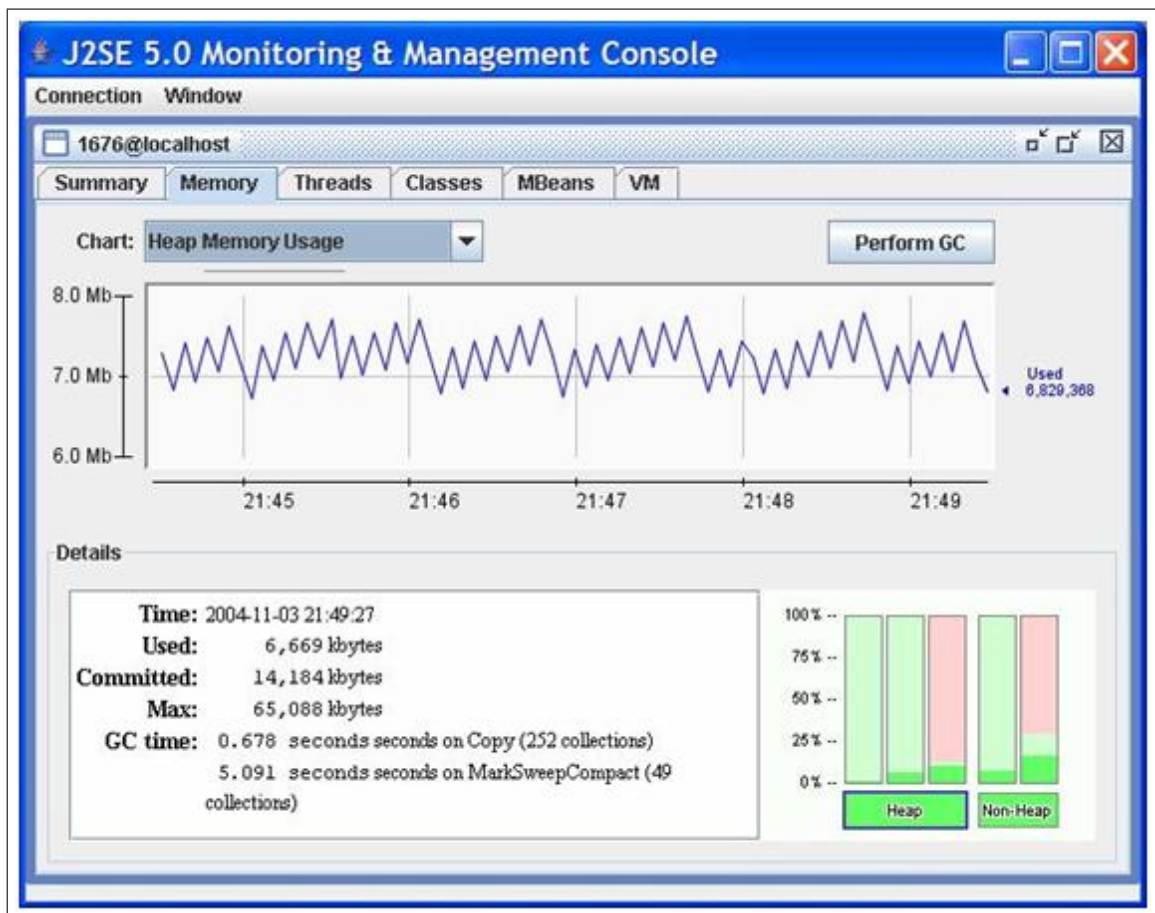 J2SE 5.0 Monitoring & Management Console
Connection Window
1676@localhost
Summary Memory Threads Classes MBeans VM
Chart: Heap Memory Usage Perform GC
8.0 Mb
7.0 Mb
6.0 Mb
Used
6,829,368
21:45 21:46 21:47 21:48 21:49
Details
Time: 2004-11-03 21:49:27
Used: 6,669 kbytes
Committed: 14,184 kbytes
Max: 65,088 kbytes
GC time: 0.678 seconds seconds on Copy (252 collections)
5.091 seconds seconds on MarkSweepCompact (49
collections)
100% --
75% --
50% --
25% --
0% --
Heap Non-Heap